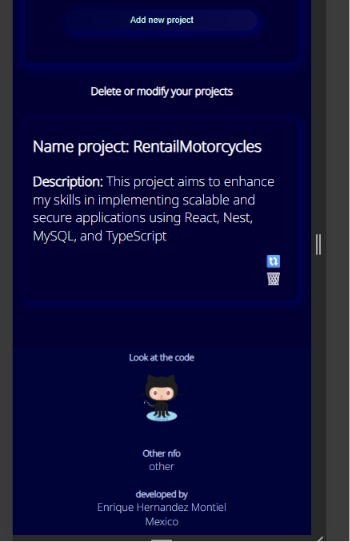 Add new project
Delete or modify your projects
Name project: RentailMotorcycles
Description: This project aims to enhance
my skills in implementing scalable and
secure applications using React, Nest,
MySQL, and TypeScript
Look at the code
Other nfo
other
developed by
Enrique Hernandez Montiel
Mexico